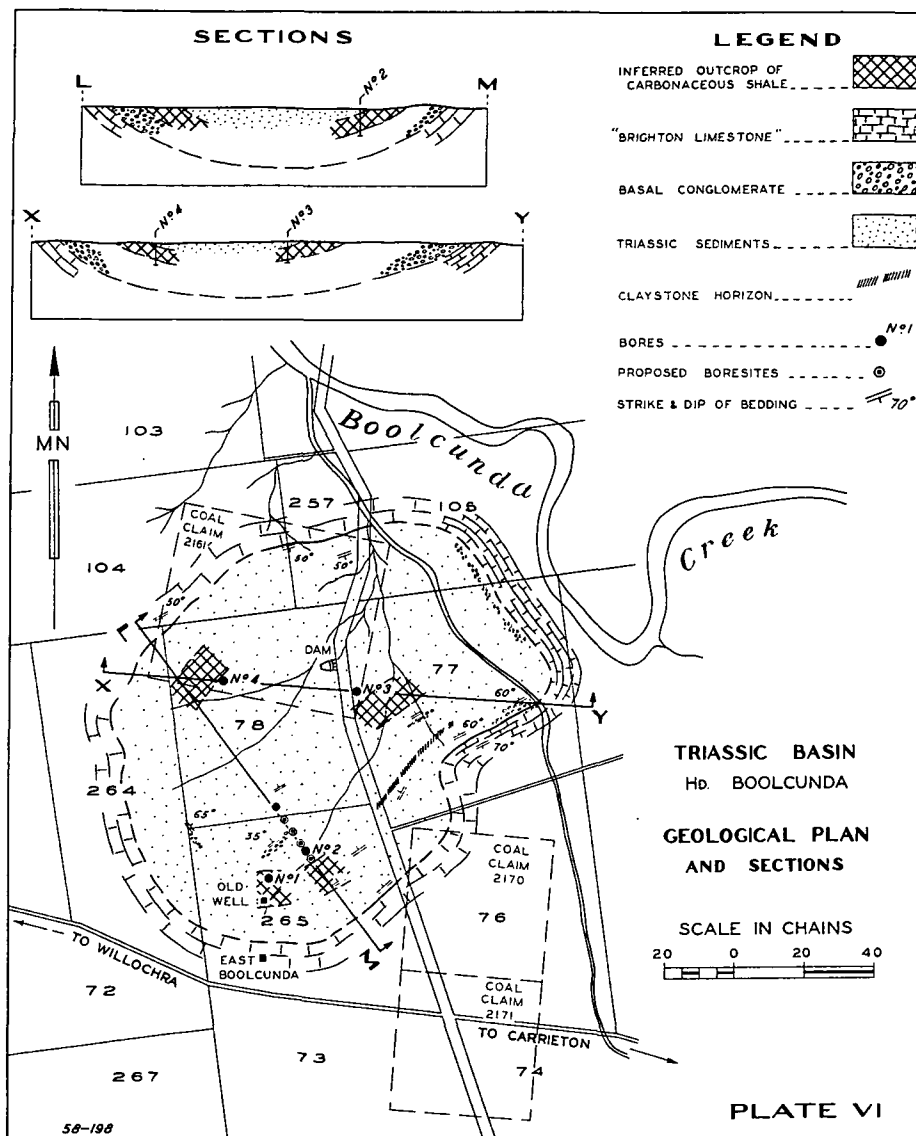 SECTIONS
L
Nº2
M
X
Nº4
Nº3
Y
LEGEND
INFERRED OUTCROP OF
CARBONACEOUS SHALE
"BRIGHTON LIMESTONE"
BASAL CONGLOMERATE
TRIASSIC SEDIMENTS
CLAYSTONE HORIZON
BORES
Nº1
PROPOSED BORESITES
STRIKE & DIP OF BEDDING
70°
MN
103
Boolcunda
Creek
257
105
COAL
CLAIM
2161
50°
50°
104
50°
L
DAM
77
X
Nº4
Nº3
60°
Y
78
60°
70°
264
65°
35°
Nº2
Nº1
OLD
WELL
265
EAST
BOOLCUNDA
M
TO WILLOCHRA
COAL
CLAIM
2170
76
COAL
CLAIM
2171
TO CARRIETON
72
73
74
267
TRIASSIC BASIN
HD. BOOLCUNDA
GEOLOGICAL PLAN
AND SECTIONS
SCALE IN CHAINS
20 0 20 40
58-198
PLATE VI